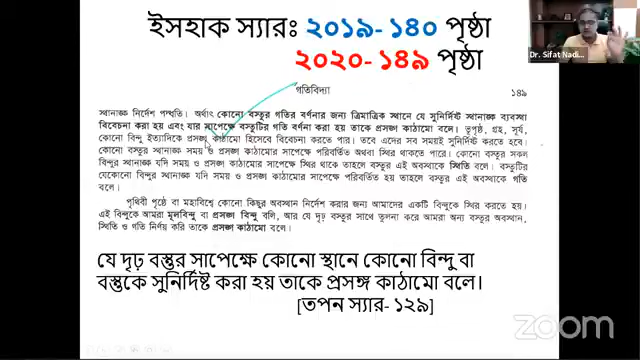 ইসহাক স্যারঃ ২০১৯- ১৪০ পৃষ্ঠা
২০২০- ১৪৯ পৃষ্ঠা
গতিবিদ্যা
১৪৯
স্থানাঙ্ক নির্দেশ পদ্ধতি। অর্থাৎ কোনো বস্তুর গতির বর্ণনার জন্য ত্রিমাত্রিক স্থানে যে সুনির্দিষ্ট স্থানাঙ্ক ব্যবস্থা
বিবেচনা করা হয় এবং যার সাপেক্ষে বস্তুটির গতি বর্ণনা করা হয় তাকে প্রসঙ্গ কাঠামো বলে। ভূপৃষ্ঠ, গ্রহ, সূর্য,
কোনো বিন্দু ইত্যাদিকে প্রসঙ্গ কাঠামো হিসেবে বিবেচনা করতে পার। তবে এদের সব সময়ই সুনির্দিষ্ট করতে হবে।
কোনো বস্তুর স্থানাঙ্ক সময় ও প্রসঙ্গ কাঠামোর সাপেক্ষে পরিবর্তিত অথবা স্থির থাকতে পারে। কোনো বস্তুর সকল
বিন্দুর স্থানাঙ্ক যদি সময় ও প্রসঙ্গ কাঠামোর সাপেক্ষে স্থির থাকে তাহলে বস্তুর এই অবস্থাকে স্থিতি বলে। বস্তুটির
যেকোনো বিন্দুর স্থানাঙ্ক যদি সময় ও প্রসঙ্গ কাঠামোর সাপেক্ষে পরিবর্তিত হয় তাহলে বস্তুর এই অবস্থাকে গতি
বলে।
পৃথিবী পৃষ্ঠে বা মহাবিশ্বে কোনো কিছুর অবস্থান নির্দেশ করার জন্য আমাদের একটি বিন্দুকে স্থির করতে হয়।
এই বিন্দুকে আমরা মূলবিন্দু বা প্রসঙ্গ বিন্দু বলি, আর যে দৃঢ় বস্তুর সাথে তুলনা করে আমরা অন্য বস্তুর অবস্থান,
স্থিতি ও গতি নির্ণয় করি তাকে প্রসঙ্গ কাঠামো বলে।
যে দৃঢ় বস্তুর সাপেক্ষে কোনো স্থানে কোনো বিন্দু বা
বস্তুকে সুনির্দিষ্ট করা হয় তাকে প্রসঙ্গ কাঠামো বলে।
[তপন স্যার- ১২৯]
Dr. Sifat Nadi...
zoom